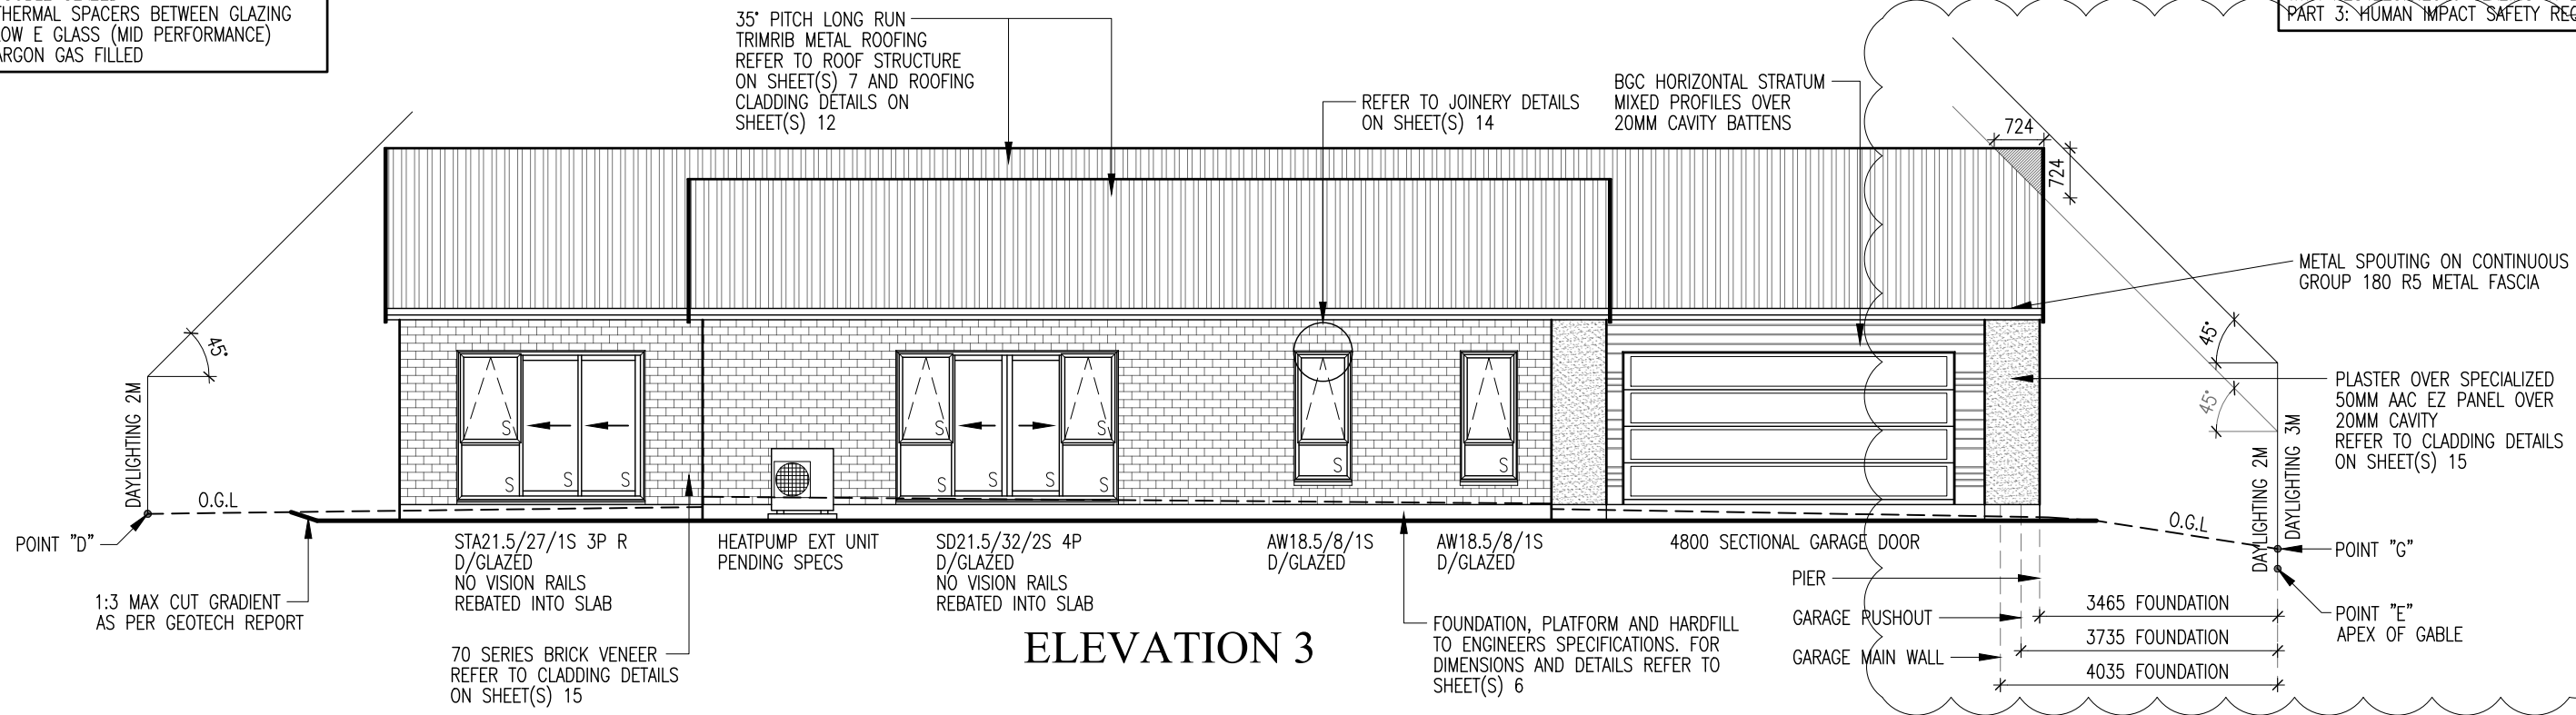 THERMAL SPACERS BETWEEN GLAZING
LOW E GLASS (MID PERFORMANCE)
ARGON GAS FILLED
35° PITCH LONG RUN
TRIMRIB METAL ROOFING
REFER TO ROOF STRUCTURE
ON SHEET(S) 7 AND ROOFING
CLADDING DETAILS ON
SHEET(S) 12
REFER TO JOINERY DETAILS
ON SHEET(S) 14
BGC HORIZONTAL STRATUM
MIXED PROFILES OVER
20MM CAVITY BATTENS
PART 3: HUMAN IMPACT SAFETY
724
724
METAL SPOUTING ON CONTINUOUS
GROUP 180 R5 METAL FASCIA
45°
45°
45°
PLASTER OVER SPECIALIZED
50MM AAC EZ PANEL OVER
20MM CAVITY
REFER TO CLADDING DETAILS
ON SHEET(S) 15
DAYLIGHTING 2M
DAYLIGHTING 2M
DAYLIGHTING 3M
S
S
S
S
S
S
S
S
S
S
S
O.G.L
O.G.L
POINT "D"
POINT "G"
POINT "E"
APEX OF GABLE
1:3 MAX CUT GRADIENT
AS PER GEOTECH REPORT
STA21.5/27/1S 3P R
D/GLAZED
NO VISION RAILS
REBATED INTO SLAB
HEATPUMP EXT UNIT
PENDING SPECS
SD21.5/32/2S 4P
D/GLAZED
NO VISION RAILS
REBATED INTO SLAB
AW18.5/8/1S
D/GLAZED
AW18.5/8/1S
D/GLAZED
4800 SECTIONAL GARAGE DOOR
PIER
GARAGE PUSHOUT
GARAGE MAIN WALL
3465 FOUNDATION
3735 FOUNDATION
4035 FOUNDATION
70 SERIES BRICK VENEER
REFER TO CLADDING DETAILS
ON SHEET(S) 15
FOUNDATION, PLATFORM AND HARDFILL
TO ENGINEERS SPECIFICATIONS. FOR
DIMENSIONS AND DETAILS REFER TO
SHEET(S) 6
ELEVATION 3